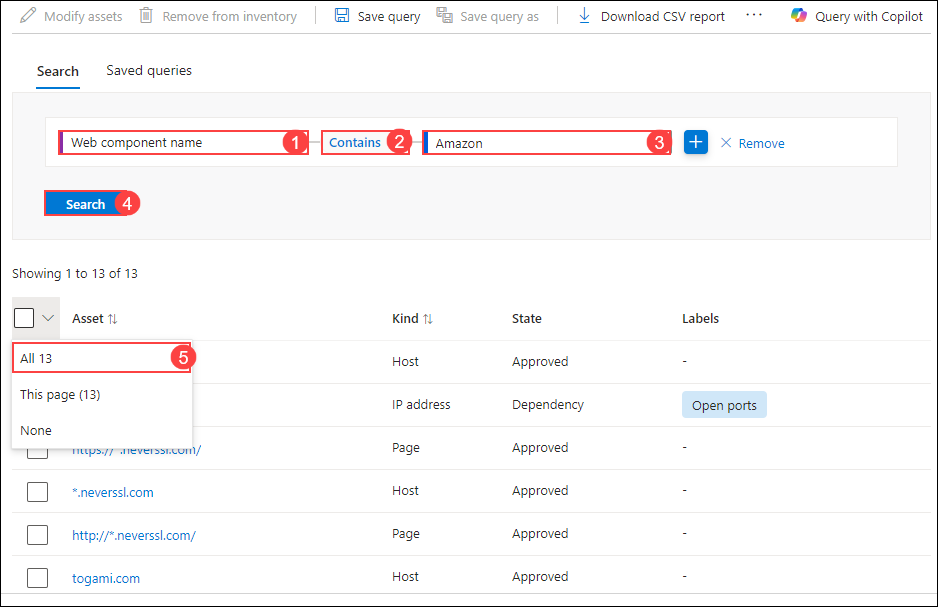 Modify assets Remove from inventory Save query Save query as Download CSV report ··· Query with Copilot
Search Saved queries
Web component name 1 Contains 2 Amazon 3 + Remove
Search 4
Showing 1 to 13 of 13
Asset Kind State Labels
All 13 5 Host Approved -
This page (13) IP address Dependency Open ports
None
https://*.neverssl.com/ Page Approved -
*.neverssl.com Host Approved -
http://*.neverssl.com/ Page Approved -
togami.com Host Approved -